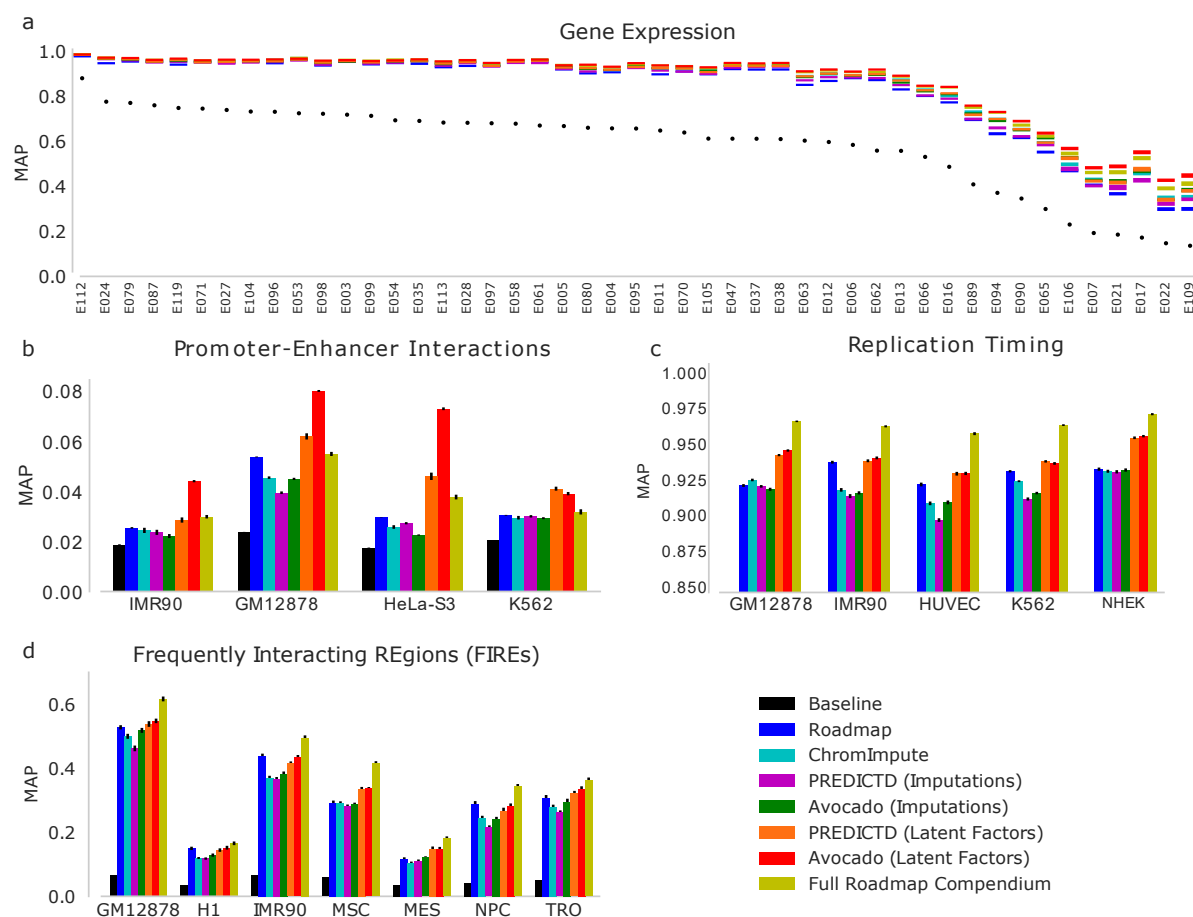 a
Gene Expression
MAP
1.0
0.8
0.6
0.4
0.2
0.0
E112 E024 E079 E087 E119 E071 E027 E104 E096 E053 E098 E003 E099 E054 E035 E113 E028 E097 E058 E061 E005 E080 E004 E095 E011 E070 E105 E047 E037 E038 E063 E012 E006 E062 E013 E066 E016 E089 E094 E090 E065 E106 E007 E021 E017 E022 E109
b
Promoter-Enhancer Interactions
MAP
0.08
0.06
0.04
0.02
0.00
IMR90 GM12878 HeLa-S3 K562
c
Replication Timing
MAP
1.000
0.975
0.950
0.925
0.900
0.875
0.850
GM12878 IMR90 HUVEC K562 NHEK
d
Frequently Interacting REgions (FIREs)
MAP
0.6
0.4
0.2
0.0
GM12878 H1 IMR90 MSC MES NPC TRO
Baseline
Roadmap
ChromImpute
PREDICTD (Imputations)
Avocado (Imputations)
PREDICTD (Latent Factors)
Avocado (Latent Factors)
Full Roadmap Compendium